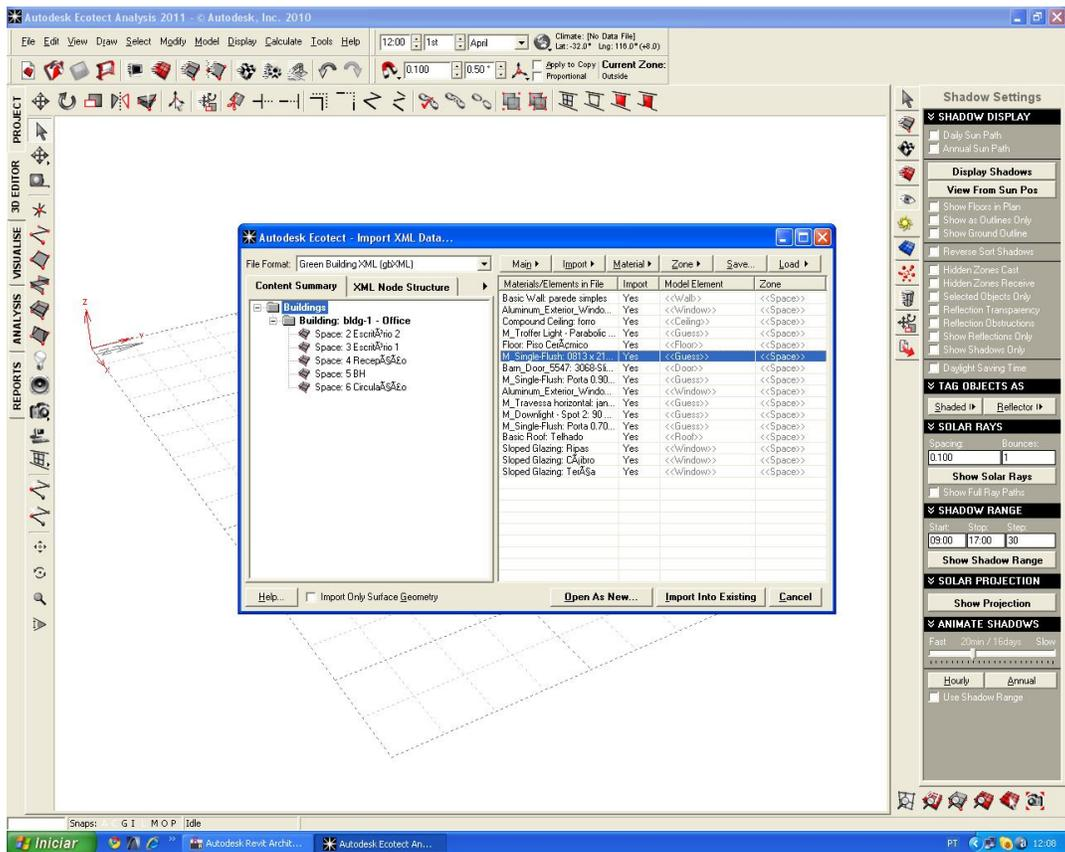 Autodesk Ecotect Analysis 2011 - © Autodesk, Inc. 2010
File Edit View Draw Select Modify Model Display Calculate Tools Help
12:00 1st April
Climate: [No Data File]
Lat: -32.0° Lng: 116.0° (+8.0)
0.100 0.50 °
Apply to Copy
Proportional
Current Zone:
Outside
PROJECT
3D EDITOR
VISUALISE
ANALYSIS
REPORTS
Z
Y
X
Autodesk Ecotect - Import XML Data...
File Format: Green Building XML (gbXML)
Main Import Material Zone Save... Load
Content Summary XML Node Structure
Buildings
Building: bldg-1 - Office
Space: 2 EscritÃ³rio 2
Space: 3 EscritÃ³rio 1
Space: 4 RecepÃ§Ã£o
Space: 5 BH
Space: 6 CirculaÃ§Ã£o
Materials/Elements in File Import Model Element Zone
Basic Wall: parede simples Yes <<Wall>> <<Space>>
Aluminum_Exterior_Windo... Yes <<Window>> <<Space>>
Compound Ceiling: forro Yes <<Ceiling>> <<Space>>
M_Troffer Light - Parabolic ... Yes <<Guess>> <<Space>>
Floor: Piso CerÃ¢mico Yes <<Floor>> <<Space>>
M_Single-Flush: 0813 x 21... Yes <<Guess>> <<Space>>
Barn_Door_5547: 3068-Sli... Yes <<Door>> <<Space>>
M_Single-Flush: Porta 0.90... Yes <<Guess>> <<Space>>
Aluminum_Exterior_Windo... Yes <<Window>> <<Space>>
M_Travessa horizontal: jan... Yes <<Guess>> <<Space>>
M_Downlight - Spot 2: 90 ... Yes <<Guess>> <<Space>>
M_Single-Flush: Porta 0.70... Yes <<Guess>> <<Space>>
Basic Roof: Telhado Yes <<Roof>> <<Space>>
Sloped Glazing: Ripas Yes <<Window>> <<Space>>
Sloped Glazing: CÃ¡ibro Yes <<Window>> <<Space>>
Sloped Glazing: TerÃ§a Yes <<Window>> <<Space>>
Help... Import Only Surface Geometry Open As New... Import Into Existing Cancel
Shadow Settings
SHADOW DISPLAY
Daily Sun Path
Annual Sun Path
Display Shadows
View From Sun Pos
Show Floors in Plan
Show as Outlines Only
Show Ground Outline
Reverse Sort Shadows
Hidden Zones Cast
Hidden Zones Receive
Selected Objects Only
Reflection Transparency
Reflection Obstructions
Show Reflections Only
Show Shadows Only
Daylight Saving Time
TAG OBJECTS AS
Shaded Reflector
SOLAR RAYS
Spacing: Bounces:
0.100 1
Show Solar Rays
Show Full Ray Paths
SHADOW RANGE
Start: Stop: Step:
09:00 17:00 30
Show Shadow Range
SOLAR PROJECTION
Show Projection
ANIMATE SHADOWS
Fast 20min / 16days Slow
Hourly Annual
Use Shadow Range
Snaps: A C G I L M O P Idle
Iniciar Autodesk Revit Archit... Autodesk Ecotect An... PT 12:08